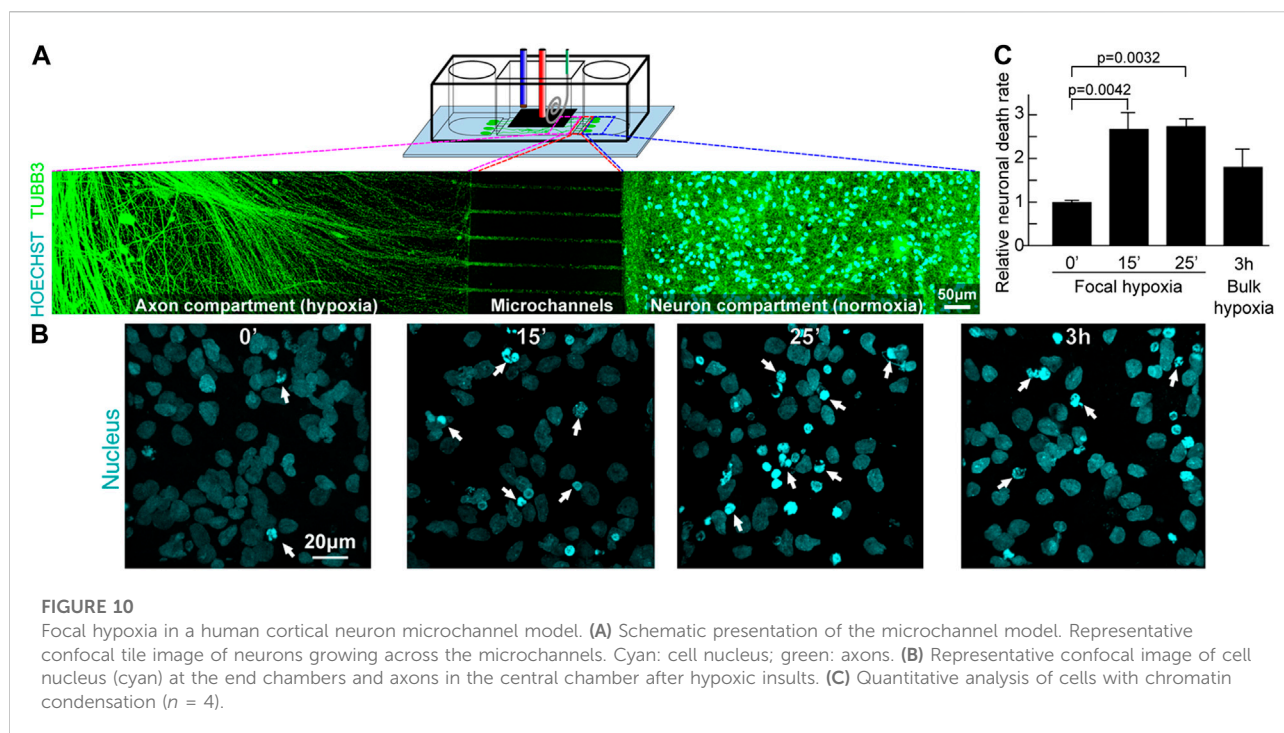 A
HOECHST TUBB3
Axon compartment (hypoxia)
Microchannels
Neuron compartment (normoxia)
50μm
C
p=0.0032
p=0.0042
Relative neuronal death rate
3
2
1
0
0'
15'
25'
3h
Focal hypoxia
Bulk
hypoxia
B
Nucleus
0'
15'
25'
3h
20μm
FIGURE 10
Focal hypoxia in a human cortical neuron microchannel model. (A) Schematic presentation of the microchannel model. Representative
confocal tile image of neurons growing across the microchannels. Cyan: cell nucleus; green: axons. (B) Representative confocal image of cell
nucleus (cyan) at the end chambers and axons in the central chamber after hypoxic insults. (C) Quantitative analysis of cells with chromatin
condensation (n = 4).